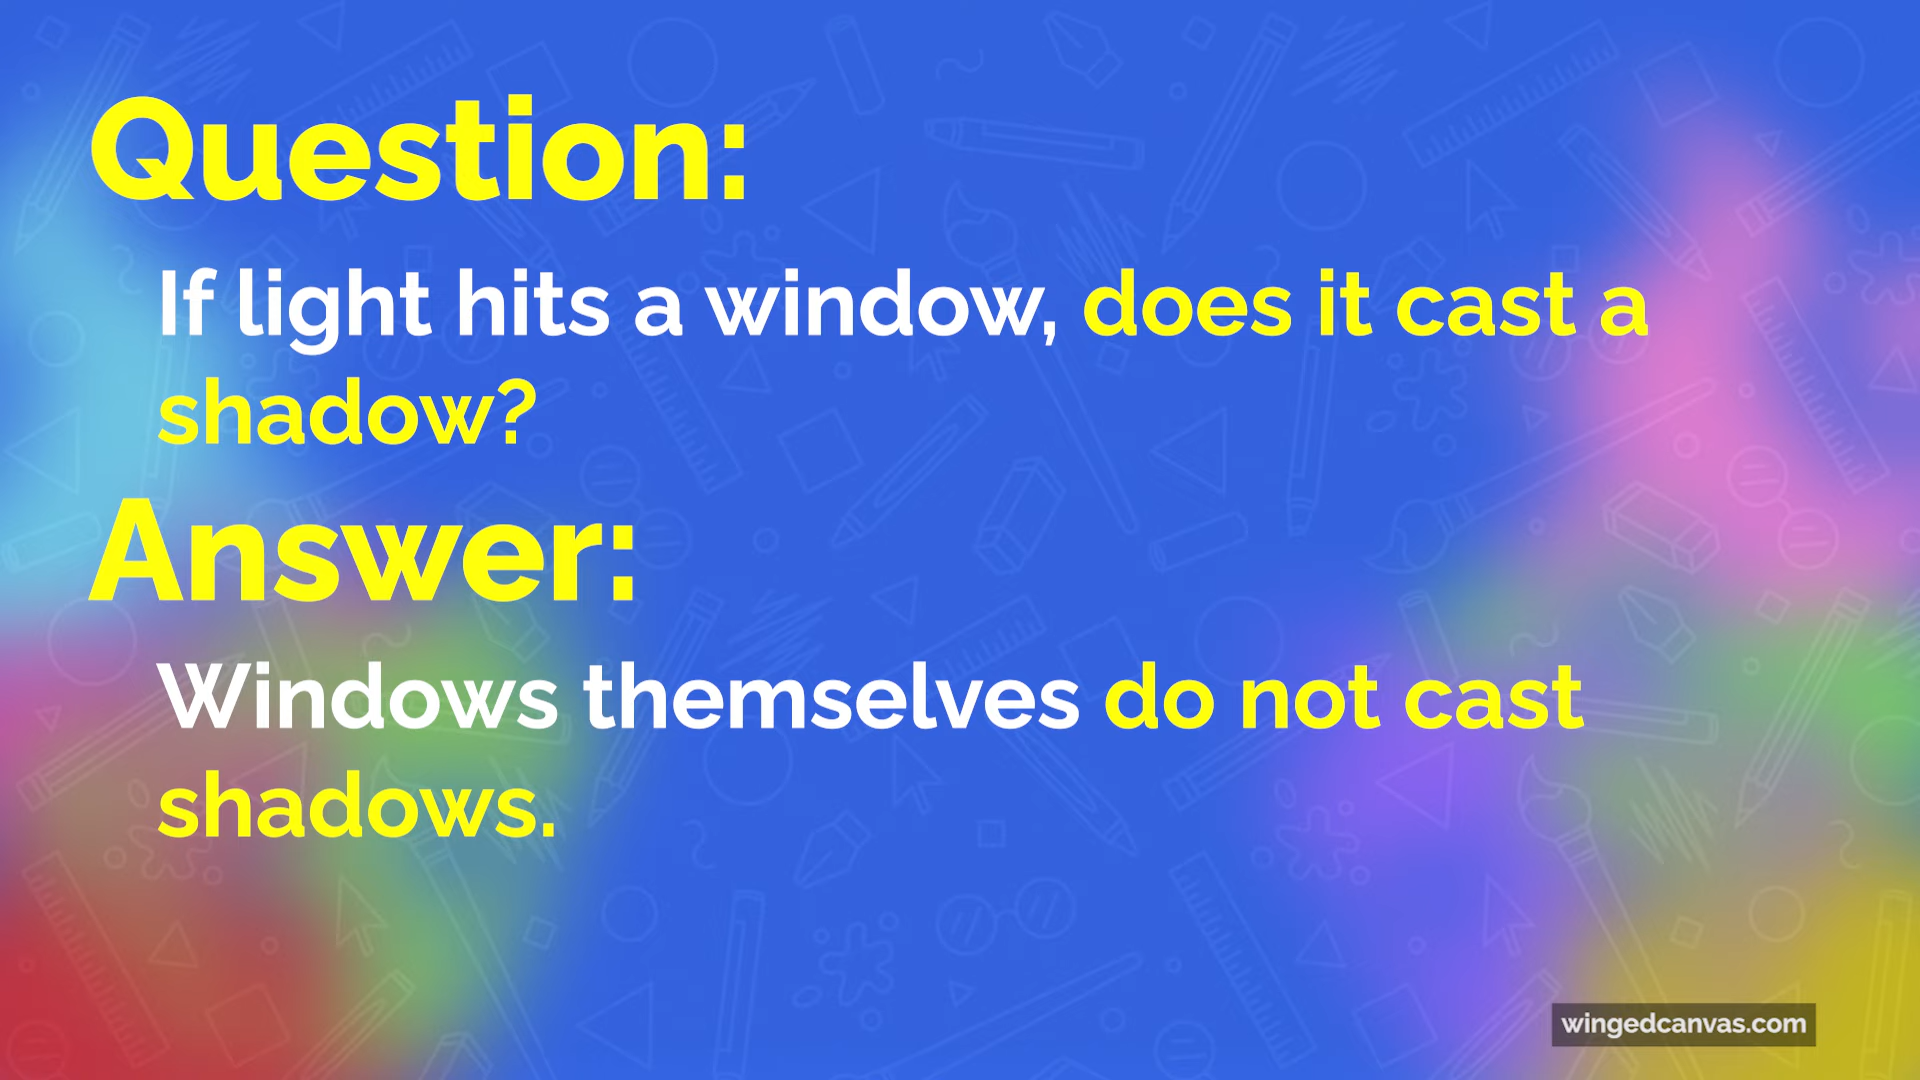 Question:
If light hits a window, does it cast a
shadow?
Answer:
Windows themselves do not cast
shadows.
wingedcanvas.com